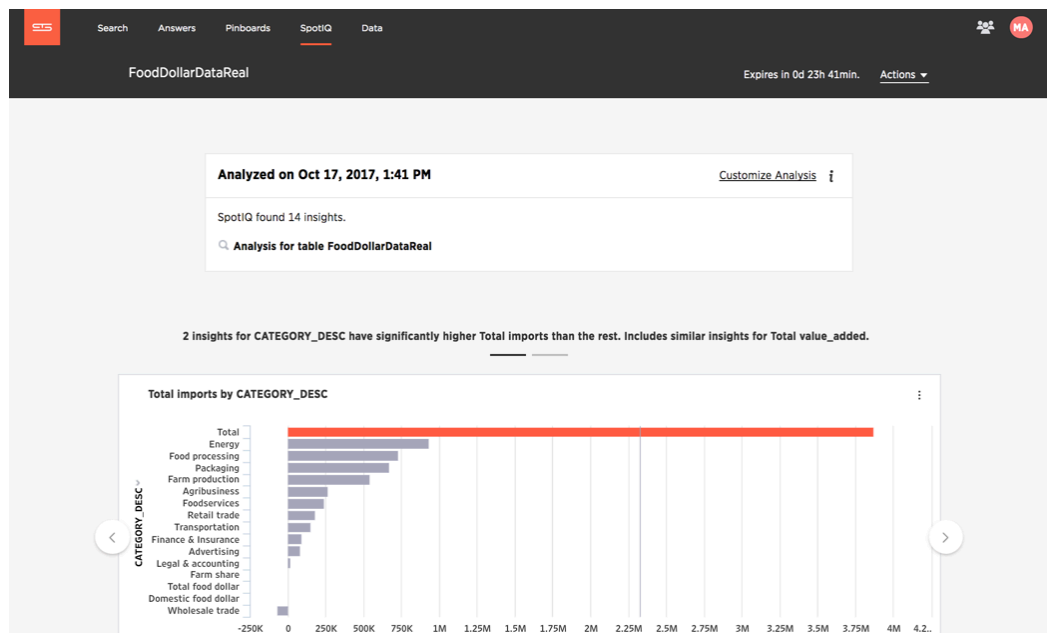 Search Answers Pinboards SpotIQ Data MA
FoodDollarDataReal Expires in 0d 23h 41min. Actions
Analyzed on Oct 17, 2017, 1:41 PM Customize Analysis i
SpotIQ found 14 insights.
Analysis for table FoodDollarDataReal
2 insights for CATEGORY_DESC have significantly higher Total imports than the rest. Includes similar insights for Total value_added.
Total imports by CATEGORY_DESC
CATEGORY_DESC
Total
Energy
Food processing
Packaging
Farm production
Agribusiness
Foodservices
Retail trade
Transportation
Finance & Insurance
Advertising
Legal & accounting
Farm share
Total food dollar
Domestic food dollar
Wholesale trade
-250K 0 250K 500K 750K 1M 1.25M 1.5M 1.75M 2M 2.25M 2.5M 2.75M 3M 3.25M 3.5M 3.75M 4M 4.2..